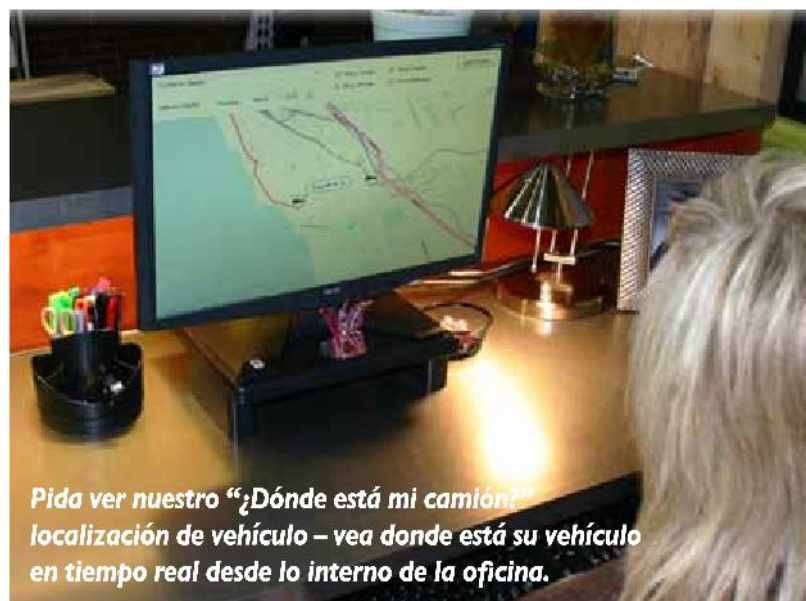 Pida ver nuestro “¿Dónde está mi camión?”
localización de vehículo – vea donde está su vehículo
en tiempo real desde lo interno de la oficina.